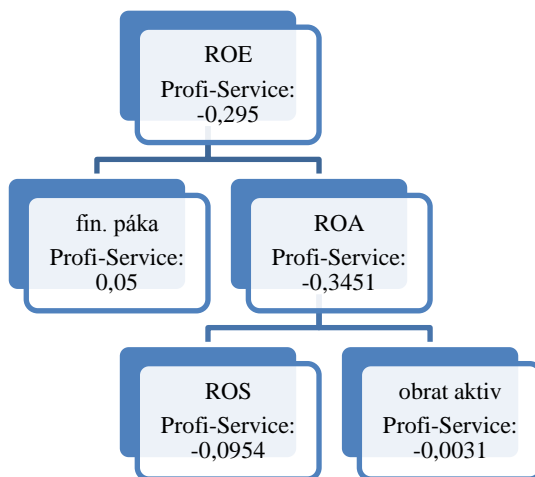 ROE
Profi-Service:
-0,295
fin. páka
Profi-Service:
0,05
ROA
Profi-Service:
-0,3451
ROS
Profi-Service:
-0,0954
obrat aktiv
Profi-Service:
-0,0031